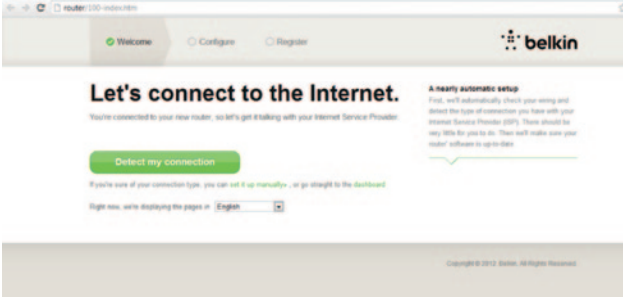 router/100-index.htm
Welcome
Configure
Register
belkin
Let's connect to the Internet.
You're connected to your new router, so let's get it talking with your Internet Service Provider.
Detect my connection
If you're sure of your connection type, you can set it up manually» , or go straight to the dashboard
Right now, we're displaying the pages in English
A nearly automatic setup
First, we'll automatically check your wiring and
detect the type of connection you have with your
Internet Service Provider (ISP). There should be
very little for you to do. Then we'll make sure your
router' software is up-to-date.
Copyright © 2012 Belkin. All Rights Reserved.